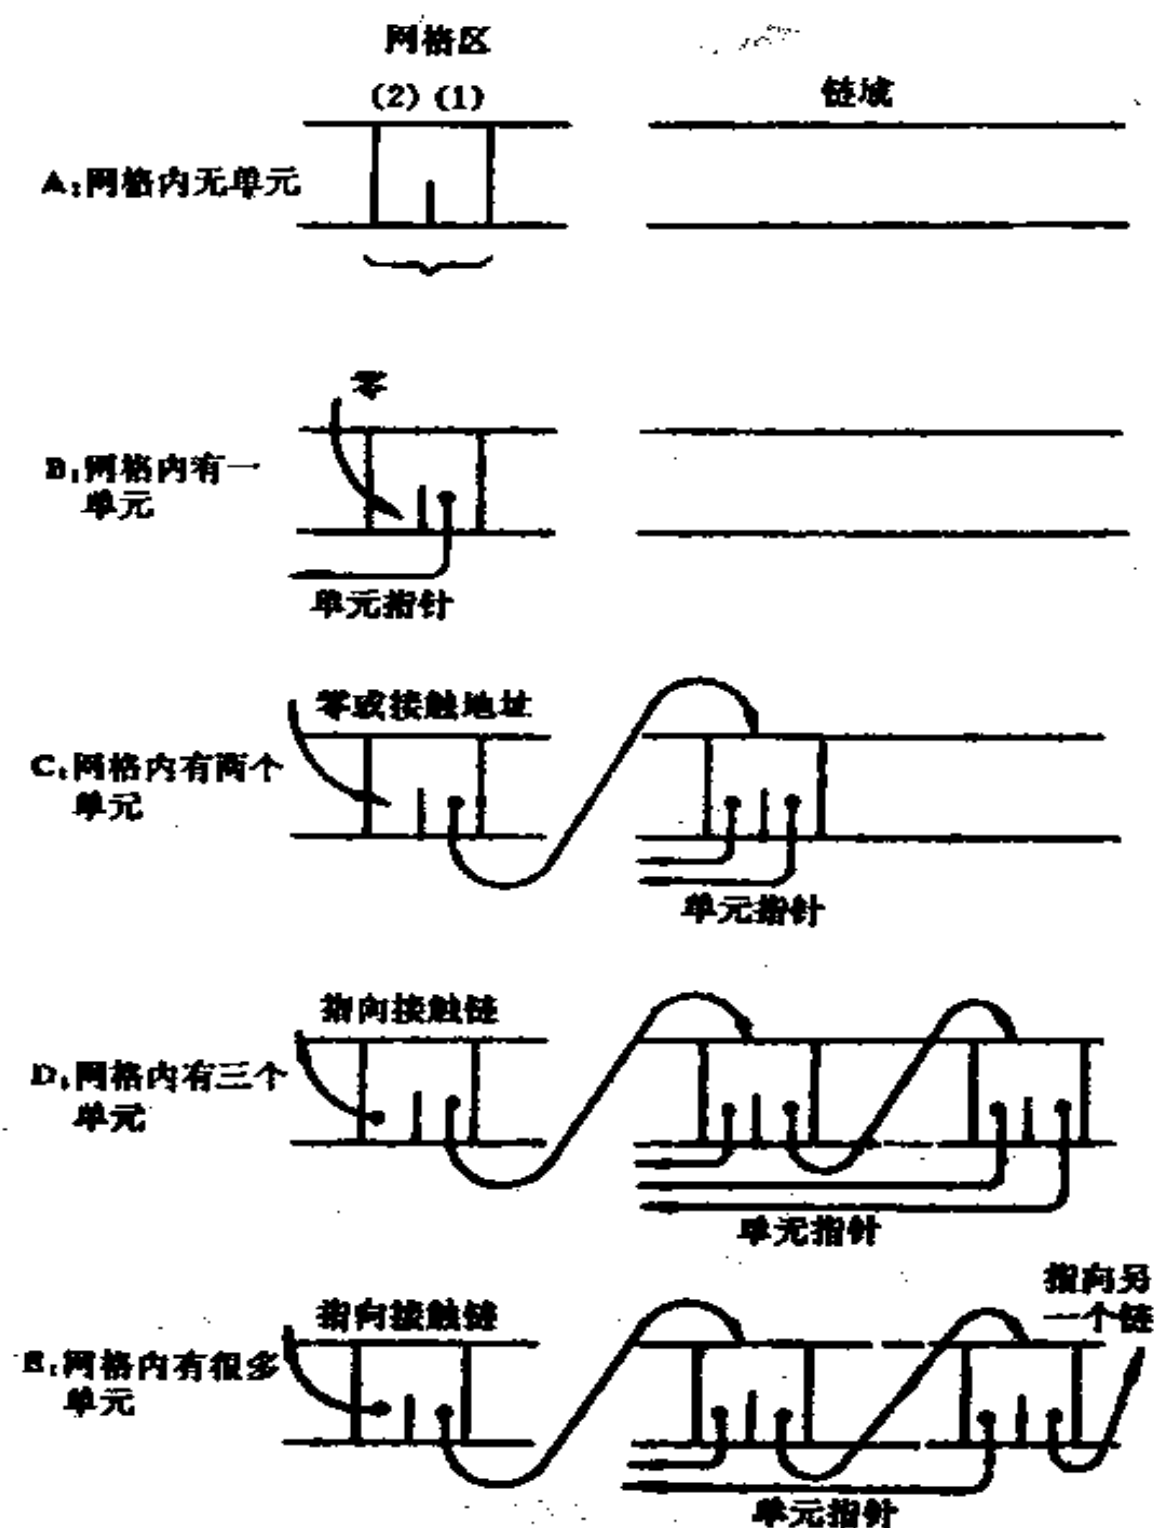 网格区
(2) (1)
链域
A:网格内无单元
零
B:网格内有一
单元
单元指针
零或接触地址
C:网格内有两个
单元
单元指针
指向接触链
D:网格内有三个
单元
单元指针
指向另
一个链
指向接触链
E:网格内有很多
单元
单元指针